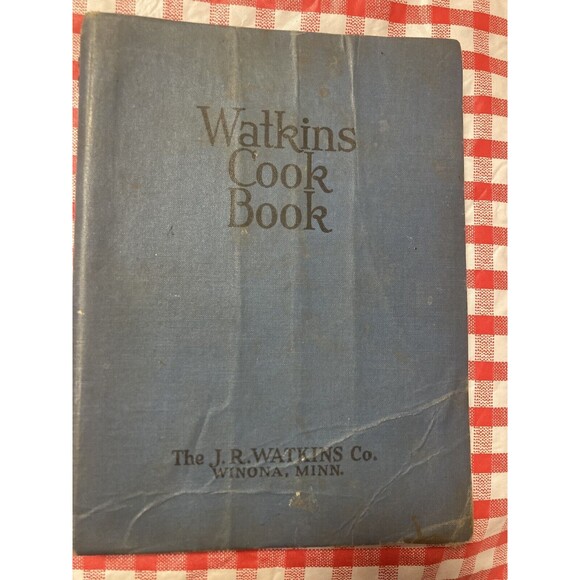 Watkins
Cook
Book
The J. R. WATKINS Co.
WINONA, MINN.